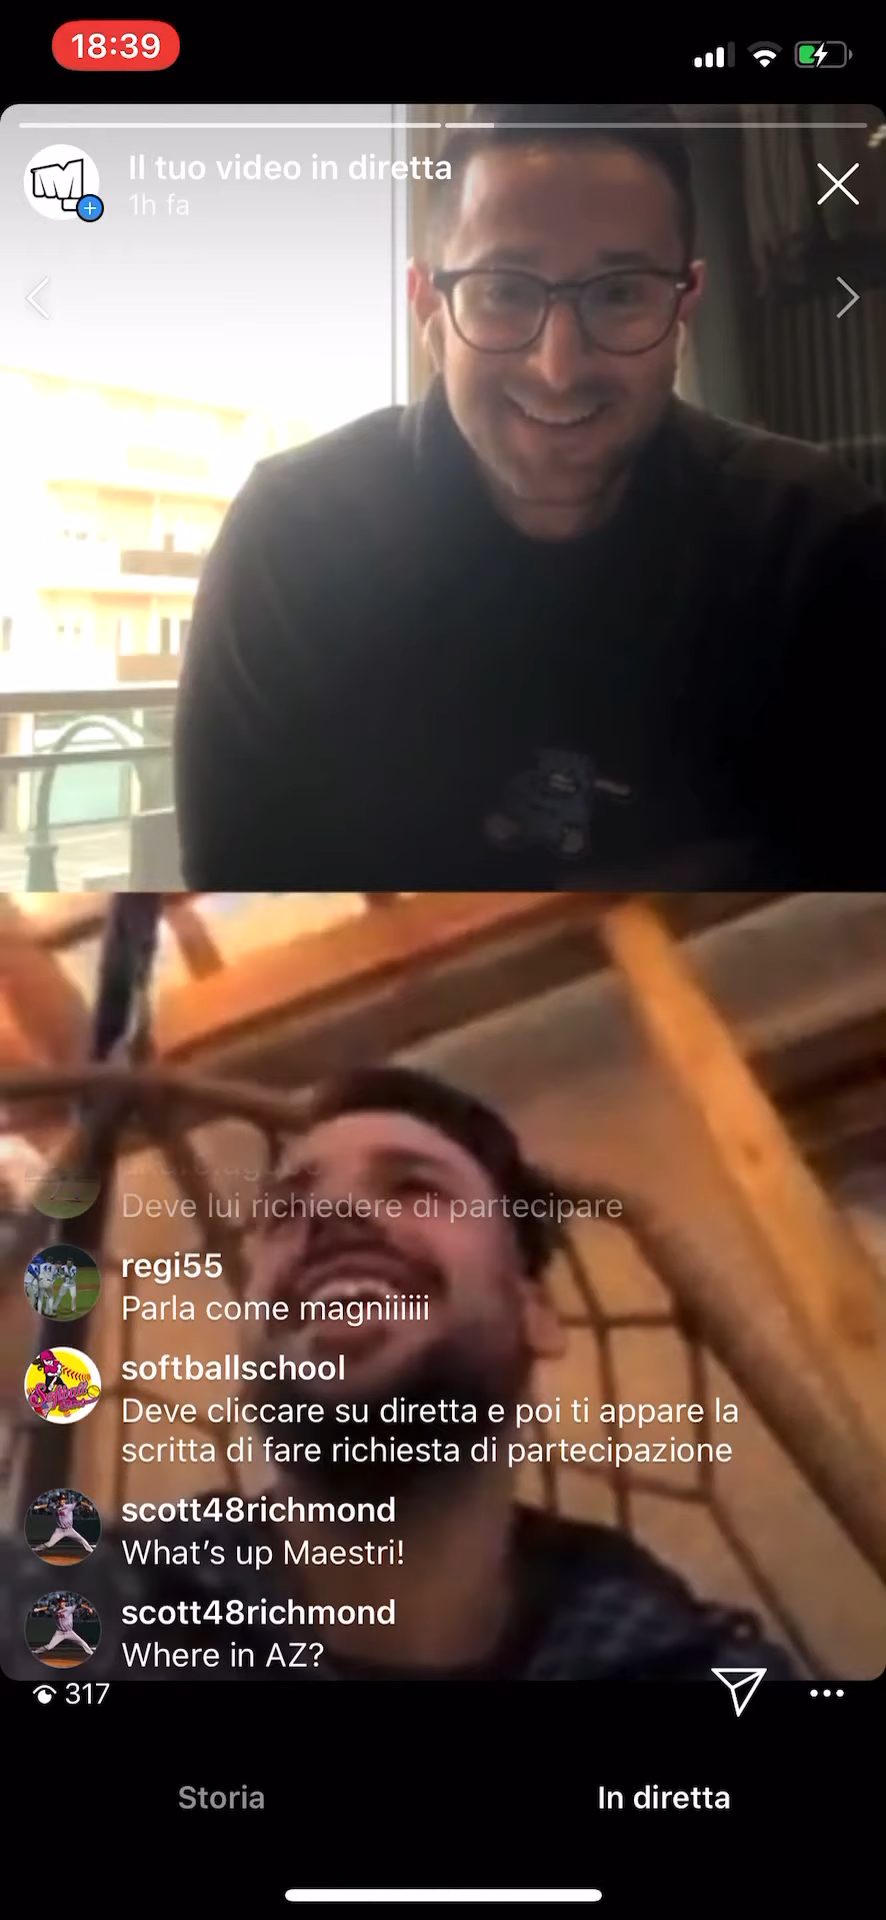 18:39
Il tuo video in diretta
1h fa
Deve lui richiedere di partecipare
regi55
Parla come magniiiiii
softballschool
Deve cliccare su diretta e poi ti appare la
scritta di fare richiesta di partecipazione
scott48richmond
What's up Maestri!
scott48richmond
Where in AZ?
317
Storia
In diretta